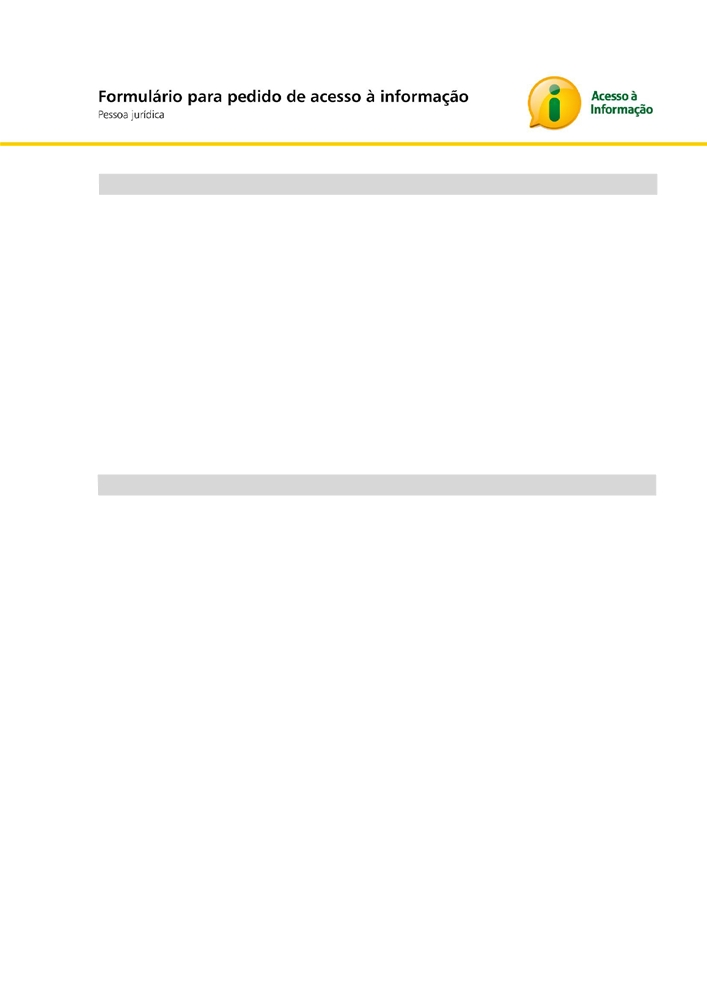 Formulário para pedido de acesso à informação
Pessoa jurídica
Acesso à
Informação